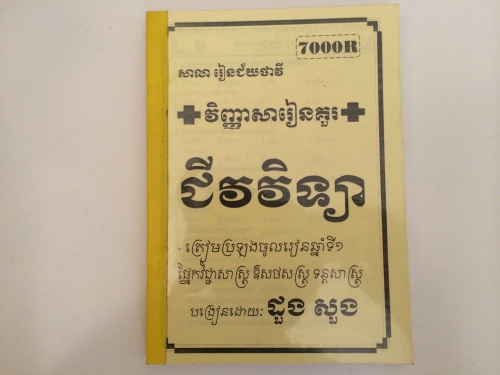 7000R
សាលា រៀនជ័យថាវី
វិញ្ញាសារៀនគួរ
ជីវវិទ្យា
- ត្រៀមប្រឡងចូលរៀនឆ្នាំទី១
ផ្នែកវិជ្ជាសាស្ត្រ ឱសថសស្ត្រ ទន្តសាស្ត្រ
បង្រៀនដោយៈ ដួង សួង